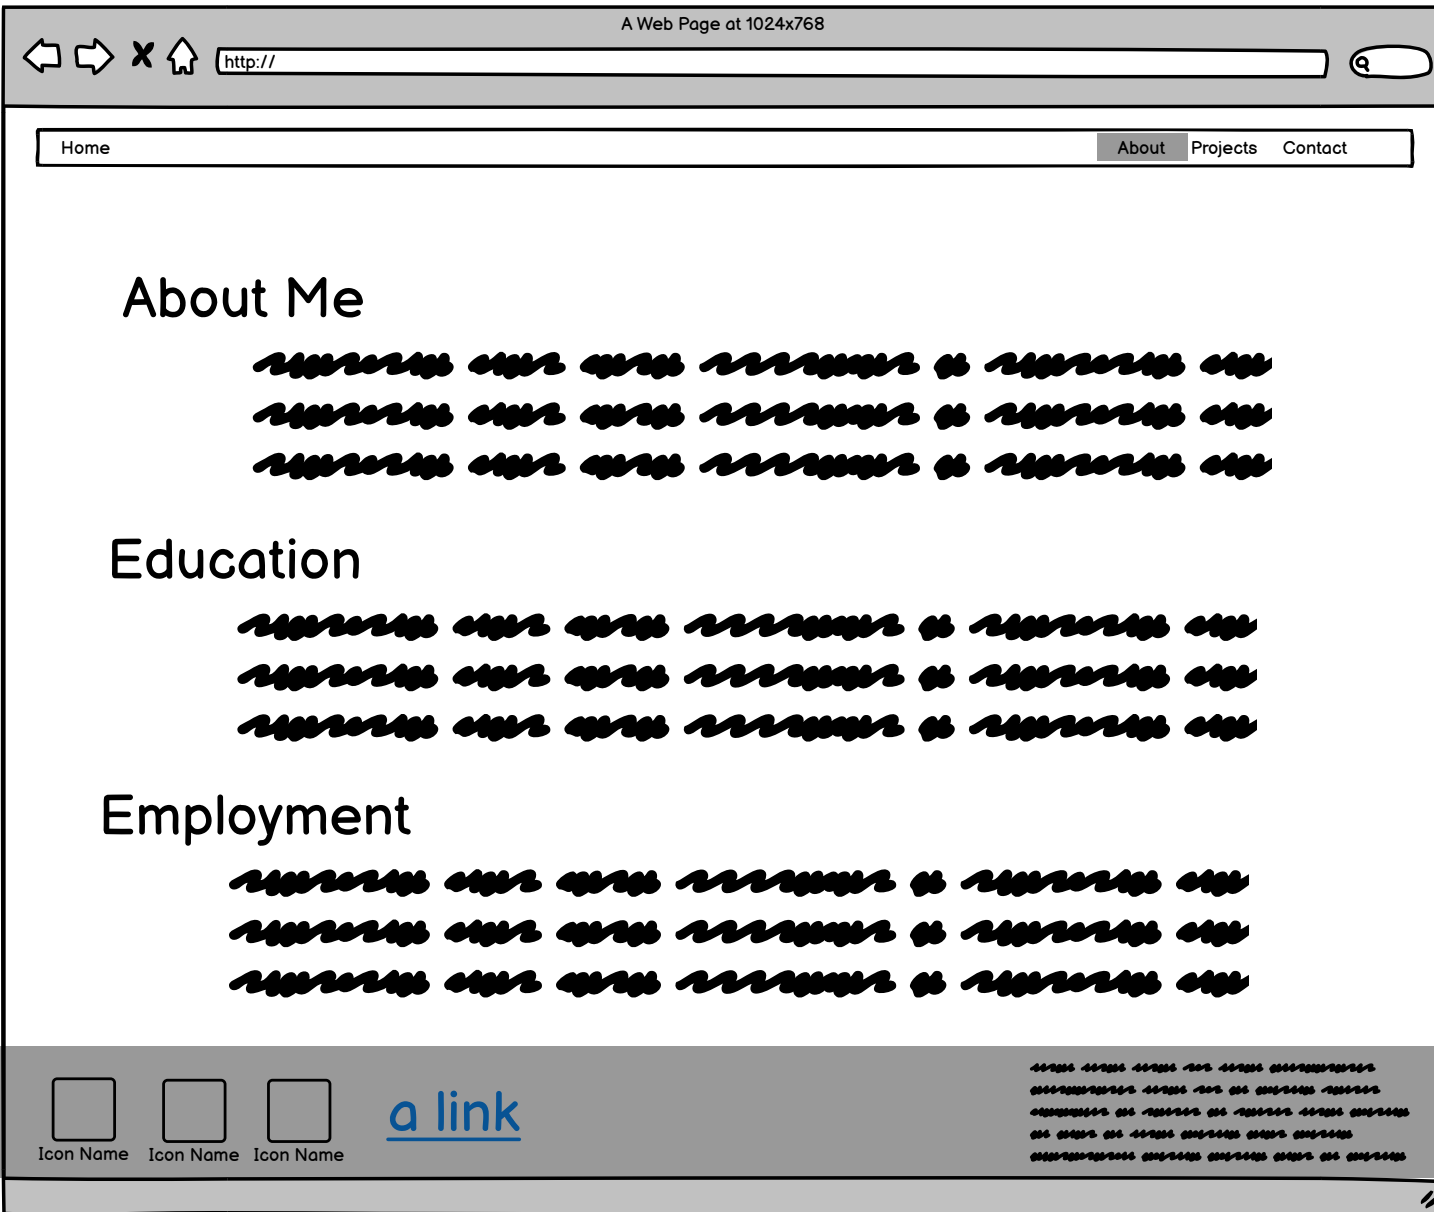 A Web Page at 1024x768
http://
Home About Projects Contact
About Me
Education
Employment
a link
Icon Name Icon Name Icon Name